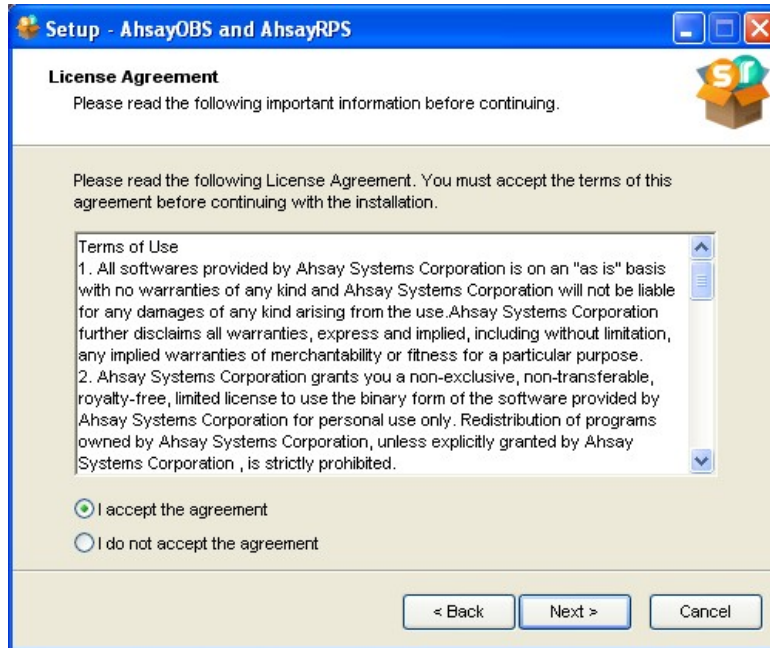 Setup - AhsayOBS and AhsayRPS
License Agreement
Please read the following important information before continuing.
Please read the following License Agreement. You must accept the terms of this
agreement before continuing with the installation.
Terms of Use
1. All softwares provided by Ahsay Systems Corporation is on an "as is" basis
with no warranties of any kind and Ahsay Systems Corporation will not be liable
for any damages of any kind arising from the use.Ahsay Systems Corporation
further disclaims all warranties, express and implied, including without limitation,
any implied warranties of merchantability or fitness for a particular purpose.
2. Ahsay Systems Corporation grants you a non-exclusive, non-transferable,
royalty-free, limited license to use the binary form of the software provided by
Ahsay Systems Corporation for personal use only. Redistribution of programs
owned by Ahsay Systems Corporation, unless explicitly granted by Ahsay
Systems Corporation , is strictly prohibited.
I accept the agreement
I do not accept the agreement
< Back
Next >
Cancel